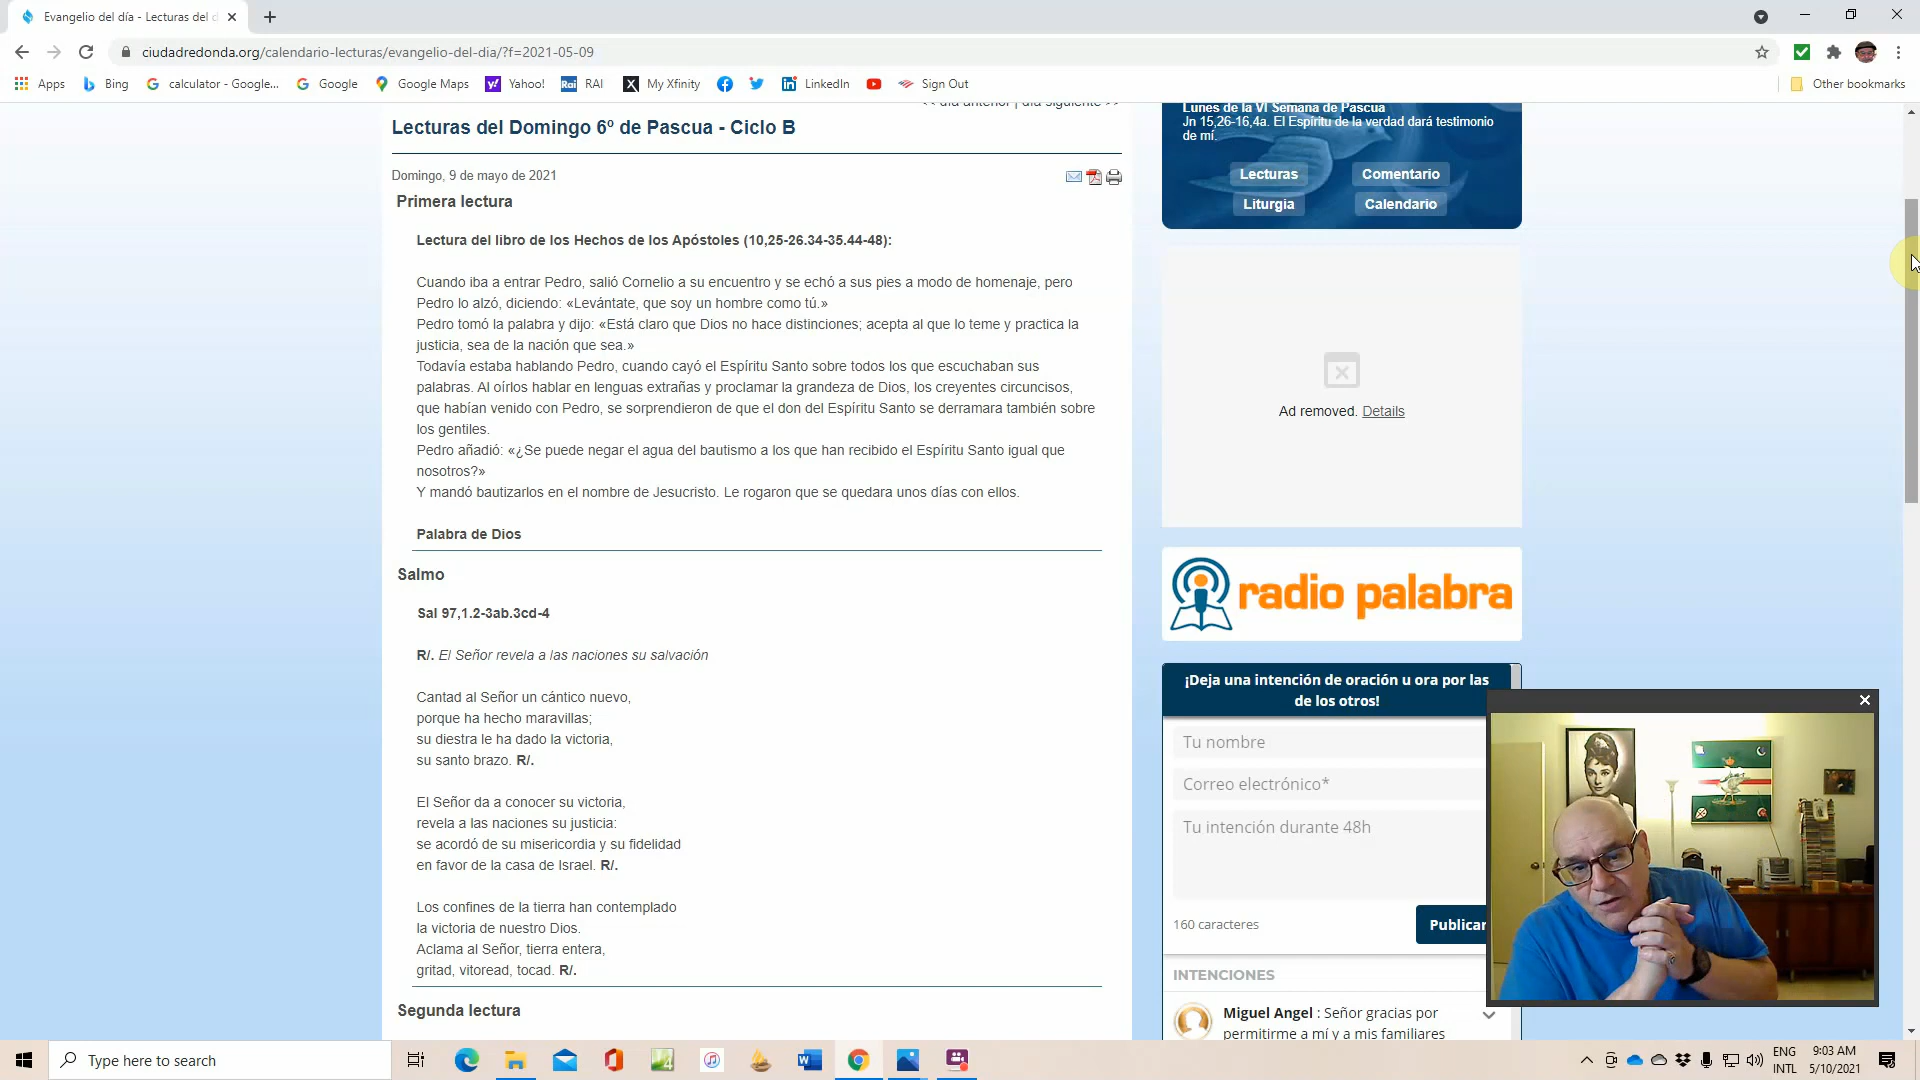 Evangelio del día - Lecturas del d
ciudadredonda.org/calendario-lecturas/evangelio-del-dia/?f=2021-05-09
Apps
Bing
calculator - Google...
Google
Google Maps
Yahoo!
RAI
My Xfinity
LinkedIn
Sign Out
Other bookmarks
<< día anterior | día siguiente >>
Lecturas del Domingo 6º de Pascua - Ciclo B
Domingo, 9 de mayo de 2021
Primera lectura
Lectura del libro de los Hechos de los Apóstoles (10,25-26.34-35.44-48):
Cuando iba a entrar Pedro, salió Cornelio a su encuentro y se echó a sus pies a modo de homenaje, pero
Pedro lo alzó, diciendo: «Levántate, que soy un hombre como tú.»
Pedro tomó la palabra y dijo: «Está claro que Dios no hace distinciones; acepta al que lo teme y practica la
justicia, sea de la nación que sea.»
Todavía estaba hablando Pedro, cuando cayó el Espíritu Santo sobre todos los que escuchaban sus
palabras. Al oírlos hablar en lenguas extrañas y proclamar la grandeza de Dios, los creyentes circuncisos,
que habían venido con Pedro, se sorprendieron de que el don del Espíritu Santo se derramara también sobre
los gentiles.
Pedro añadió: «¿Se puede negar el agua del bautismo a los que han recibido el Espíritu Santo igual que
nosotros?»
Y mandó bautizarlos en el nombre de Jesucristo. Le rogaron que se quedara unos días con ellos.
Palabra de Dios
Salmo
Sal 97,1.2-3ab.3cd-4
R/. El Señor revela a las naciones su salvación
Cantad al Señor un cántico nuevo,
porque ha hecho maravillas;
su diestra le ha dado la victoria,
su santo brazo. R/.
El Señor da a conocer su victoria,
revela a las naciones su justicia:
se acordó de su misericordia y su fidelidad
en favor de la casa de Israel. R/.
Los confines de la tierra han contemplado
la victoria de nuestro Dios.
Aclama al Señor, tierra entera,
gritad, vitoread, tocad. R/.
Segunda lectura
Lunes de la VI Semana de Pascua
Jn 15,26-16,4a. El Espíritu de la verdad dará testimonio
de mí.
Lecturas
Comentario
Liturgia
Calendario
Ad removed. Details
radio palabra
¡Deja una intención de oración u ora por las
de los otros!
Tu nombre
Correo electrónico*
Tu intención durante 48h
160 caracteres
Publicar
INTENCIONES
Miguel Angel : Señor gracias por
permitirme a mí y a mis familiares
Type here to search
ENG
INTL
9:03 AM
5/10/2021